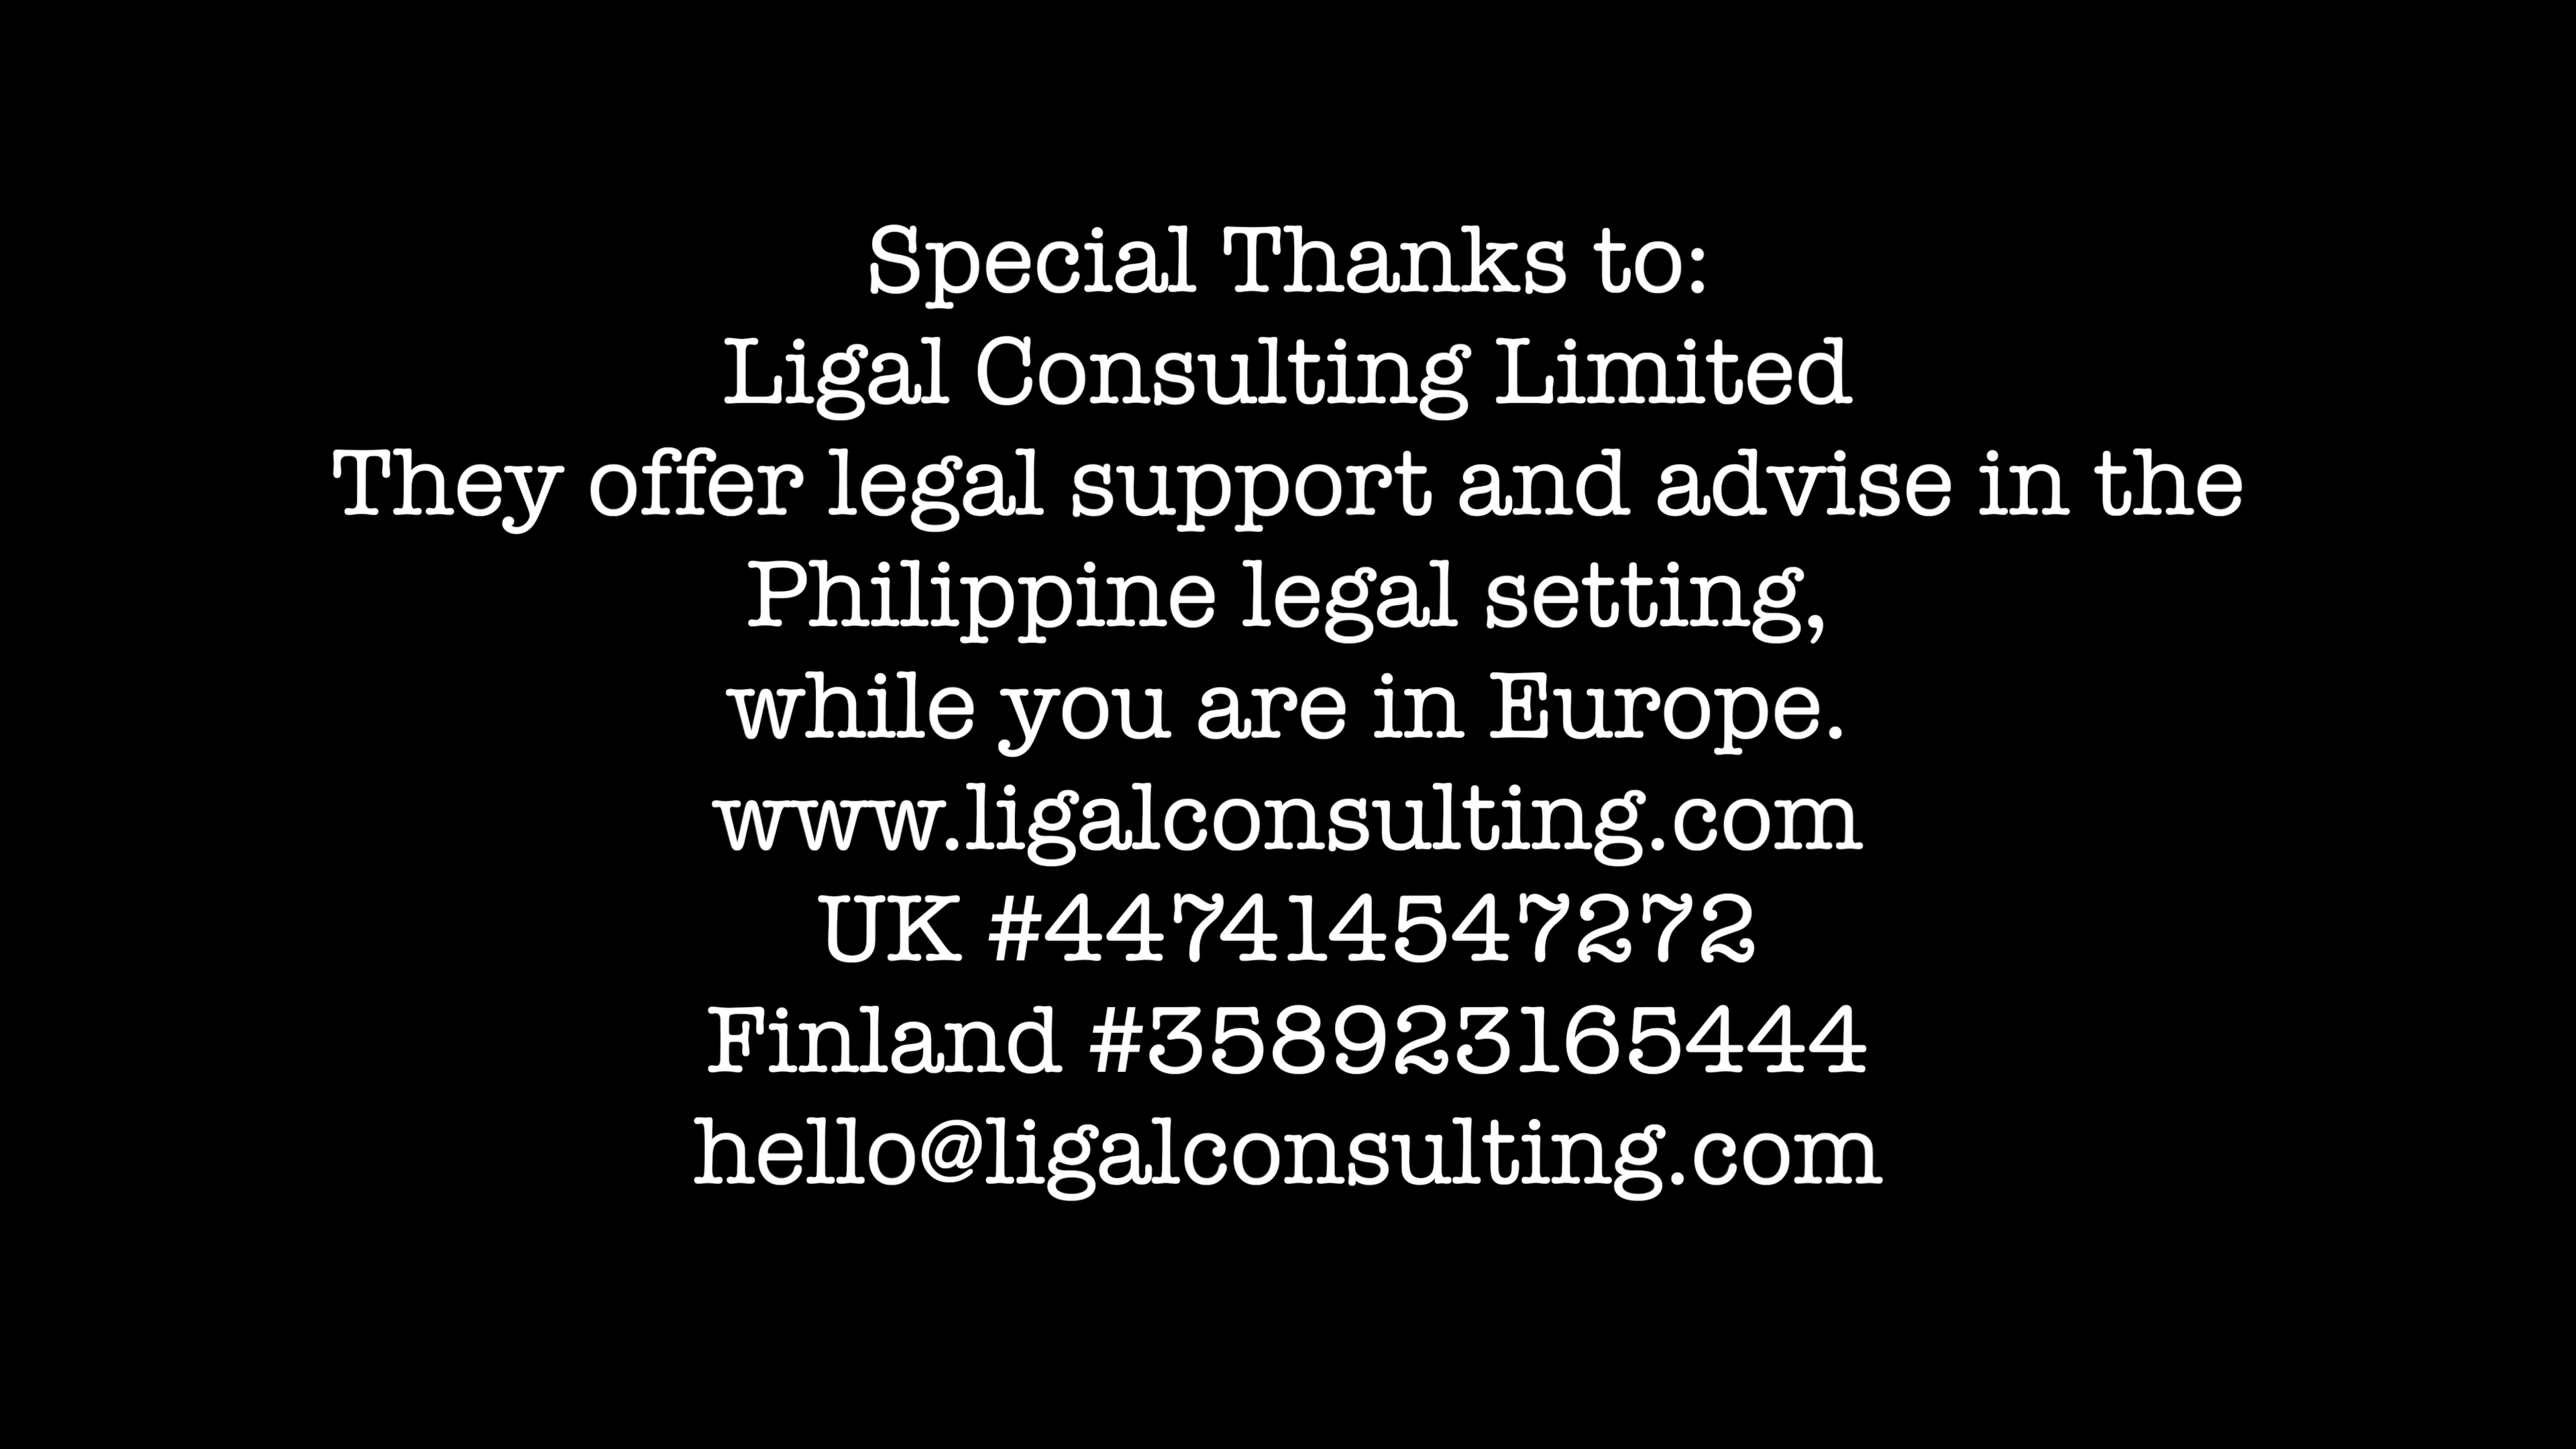 Special Thanks to:
Ligal Consulting Limited
They offer legal support and advise in the
Philippine legal setting,
while you are in Europe.
www.ligalconsulting.com
UK #447414547272
Finland #358923165444
hello@ligalconsulting.com